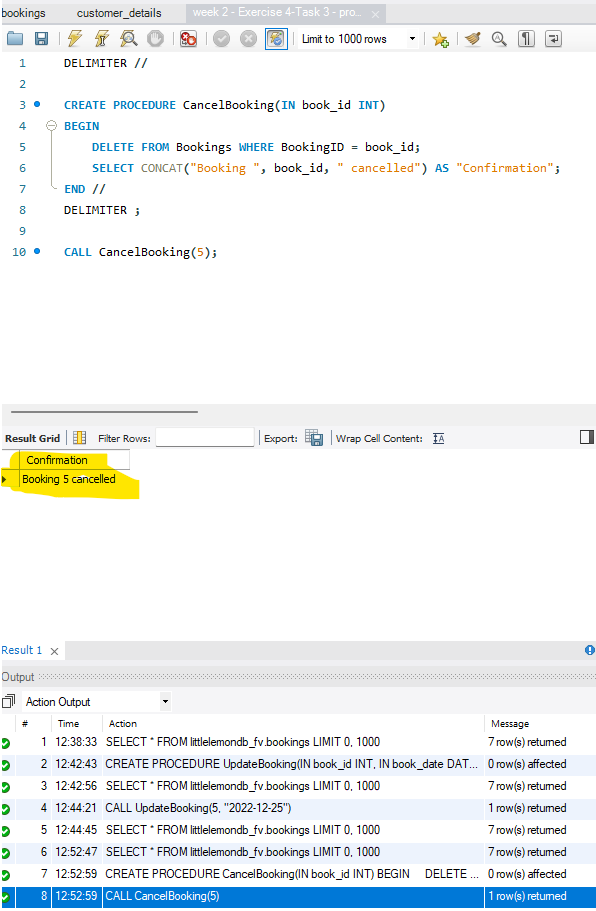 bookings customer_details week 2 - Exercise 4-Task 3 - pro...
Limit to 1000 rows
1 DELIMITER //
2
3 CREATE PROCEDURE CancelBooking(IN book_id INT)
4 BEGIN
5 DELETE FROM Bookings WHERE BookingID = book_id;
6 SELECT CONCAT("Booking ", book_id, " cancelled") AS "Confirmation";
7 END //
8 DELIMITER ;
9
10 CALL CancelBooking(5);
Result Grid Filter Rows: Export: Wrap Cell Content: IA
Confirmation
Booking 5 cancelled
Result 1
Output
Action Output
# Time Action Message
1 12:38:33 SELECT * FROM littlelemondb_fv.bookings LIMIT 0, 1000 7 row(s) returned
2 12:42:43 CREATE PROCEDURE UpdateBooking(IN book_id INT, IN book_date DAT... 0 row(s) affected
3 12:42:56 SELECT * FROM littlelemondb_fv.bookings LIMIT 0, 1000 7 row(s) returned
4 12:44:21 CALL UpdateBooking(5, "2022-12-25") 1 row(s) returned
5 12:44:45 SELECT * FROM littlelemondb_fv.bookings LIMIT 0, 1000 7 row(s) returned
6 12:52:47 SELECT * FROM littlelemondb_fv.bookings LIMIT 0, 1000 7 row(s) returned
7 12:52:59 CREATE PROCEDURE CancelBooking(IN book_id INT) BEGIN DELETE ... 0 row(s) affected
8 12:52:59 CALL CancelBooking(5) 1 row(s) returned